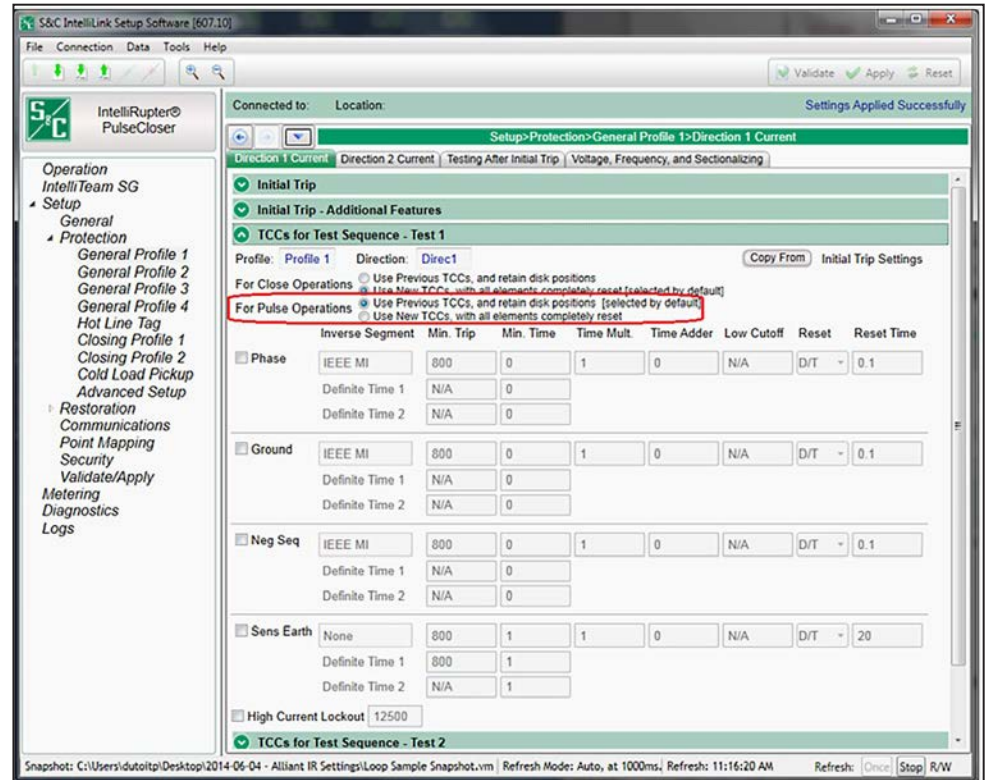 S&C IntelliLink Setup Software [607.10]
File Connection Data Tools Help
Validate Apply Reset
S&C
IntelliRupter®
PulseCloser
Connected to: Location: Settings Applied Successfully
Setup>Protection>General Profile 1>Direction 1 Current
Direction 1 Current Direction 2 Current Testing After Initial Trip Voltage, Frequency, and Sectionalizing
Operation
IntelliTeam SG
Setup
General
Protection
General Profile 1
General Profile 2
General Profile 3
General Profile 4
Hot Line Tag
Closing Profile 1
Closing Profile 2
Cold Load Pickup
Advanced Setup
Restoration
Communications
Point Mapping
Security
Validate/Apply
Metering
Diagnostics
Logs
Initial Trip
Initial Trip - Additional Features
TCCs for Test Sequence - Test 1
Profile: Profile 1 Direction: Direc1 Copy From Initial Trip Settings
For Close Operations Use Previous TCCs, and retain disk positions
Use New TCCs, with all elements completely reset [selected by default]
For Pulse Operations Use Previous TCCs, and retain disk positions [selected by default]
Use New TCCs, with all elements completely reset
Inverse Segment Min. Trip Min. Time Time Mult. Time Adder Low Cutoff Reset Reset Time
Phase IEEE MI 800 0 1 0 N/A D/T 0.1
Definite Time 1 N/A 0
Definite Time 2 N/A 0
Ground IEEE MI 800 0 1 0 N/A D/T 0.1
Definite Time 1 N/A 0
Definite Time 2 N/A 0
Neg Seq IEEE MI 800 0 1 0 N/A D/T 0.1
Definite Time 1 N/A 0
Definite Time 2 N/A 0
Sens Earth None 800 1 1 0 N/A D/T 20
Definite Time 1 800 1
Definite Time 2 N/A 1
High Current Lockout 12500
TCCs for Test Sequence - Test 2
Snapshot: C:\Users\dutoitp\Desktop\2014-06-04 - Alliant IR Settings\Loop Sample Snapshot.vm Refresh Mode: Auto, at 1000ms. Refresh: 11:16:20 AM Refresh: Once Stop R/W